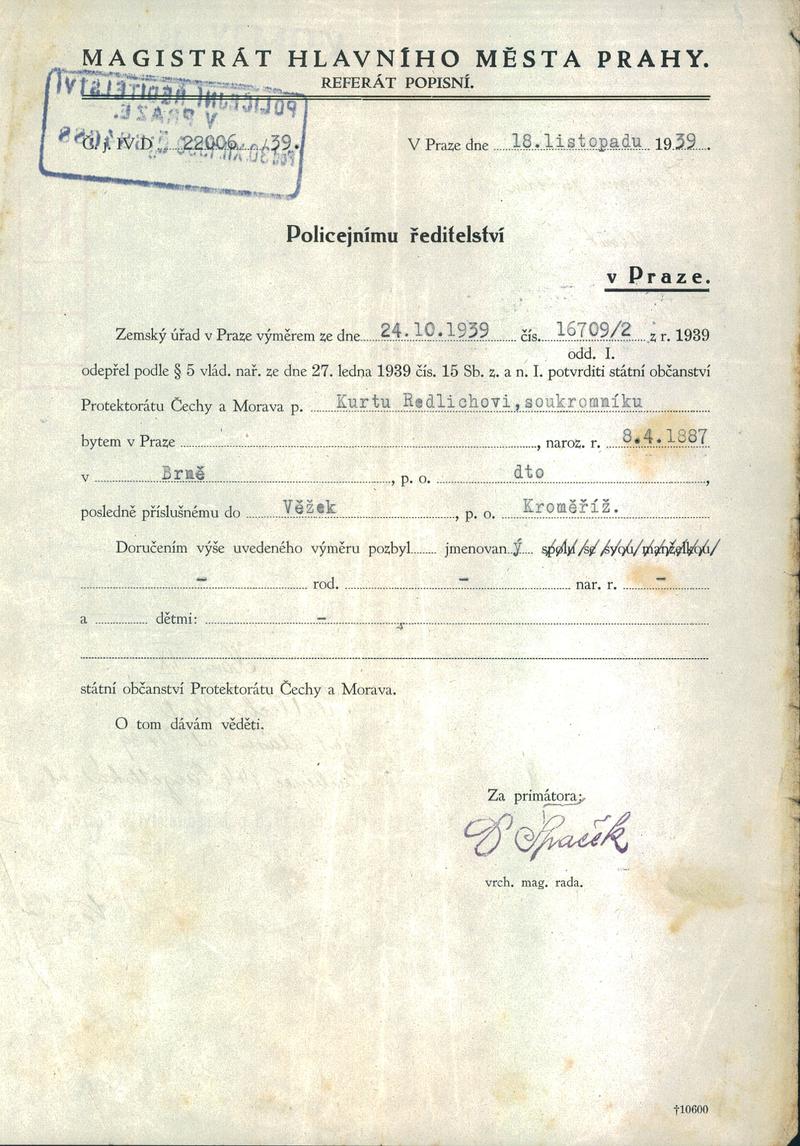 MAGISTRÁT HLAVNÍHO MĚSTA PRAHY.
REFERÁT POPISNÍ.
POLICEJNÍ ŘEDITELSTVÍ
V PRAZE.
Č. j. IV-D 22006 /39.
V Praze dne 18.listopadu 1939.
Policejnímu ředitelství
v Praze.
Zemský úřad v Praze výměrem ze dne 24.10.1939 čís. 16709/2 z r. 1939
odd. I.
odepřel podle § 5 vlád. nař. ze dne 27. ledna 1939 čís. 15 Sb. z. a n. I. potvrditi státní občanství
Protektorátu Čechy a Morava p. Kurtu Redlichovi,soukromníku
bytem v Praze , naroz. r. 8.4.1887
v Brně , p. o. dto ,
posledně příslušnému do Věžek , p. o. Kroměříž.
Doručením výše uvedeného výměru pozbyl jmenovaný spolu se svou manželkou
- rod. - nar. r. -
a dětmi: -
státní občanství Protektorátu Čechy a Morava.
O tom dávám věděti.
Za primátora:
D Spaček
vrch. mag. rada.
†10600